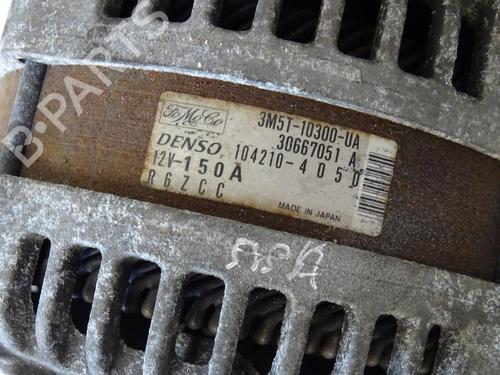 FoMoCo
3M5T-10300-UA
30667051 A
DENSO 104210-4050
12V-150A
R6ZCC
MADE IN JAPAN
B-PARTS